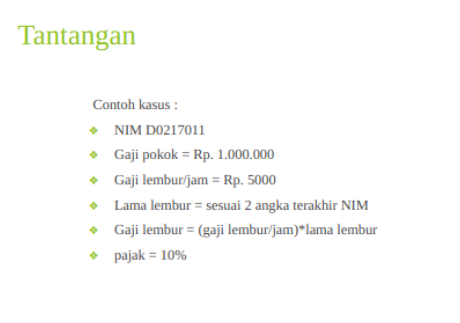 Tantangan
Contoh kasus :
NIM D0217011
Gaji pokok = Rp. 1.000.000
Gaji lembur/jam = Rp. 5000
Lama lembur = sesuai 2 angka terakhir NIM
Gaji lembur = (gaji lembur/jam)*lama lembur
pajak = 10%